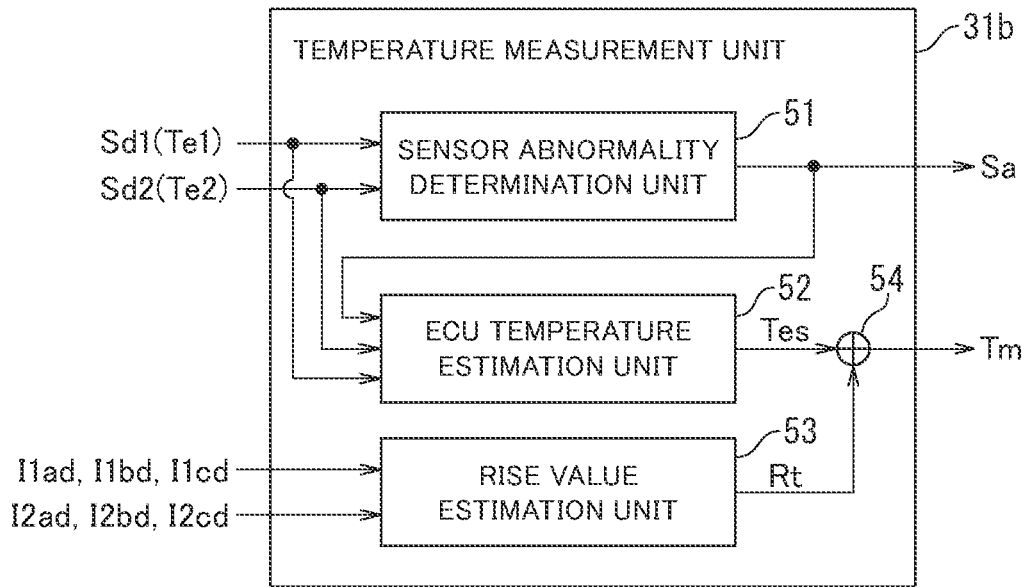 31b
TEMPERATURE MEASUREMENT UNIT
51
Sd1(Te1)
Sd2(Te2)
SENSOR ABNORMALITY
DETERMINATION UNIT
Sa
52
54
ECU TEMPERATURE
ESTIMATION UNIT
Tes
Tm
53
I1ad, I1bd, I1cd
I2ad, I2bd, I2cd
RISE VALUE
ESTIMATION UNIT
Rt